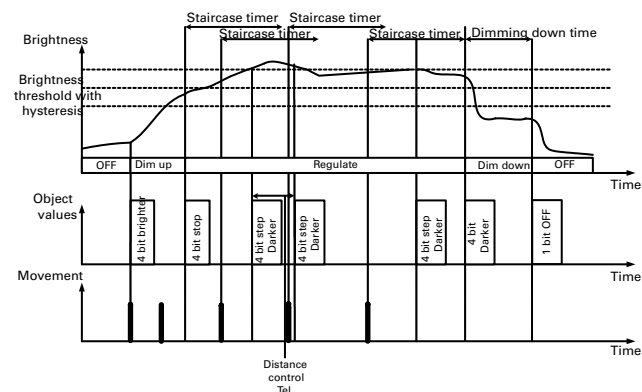 Staircase timer
Staircase timer
Brightness
Staircase timer
Staircase timer
Dimming down time
Brightness
threshold with
hysteresis
OFF
Dim up
Regulate
Dim down
OFF
Time
Object
values
4 bit brighter
4 bit stop
4 bit step
Darker
4 bit step
Darker
4 bit step
Darker
4 bit
Darker
1 bit OFF
Time
Movement
Time
Distance
control
Tel.